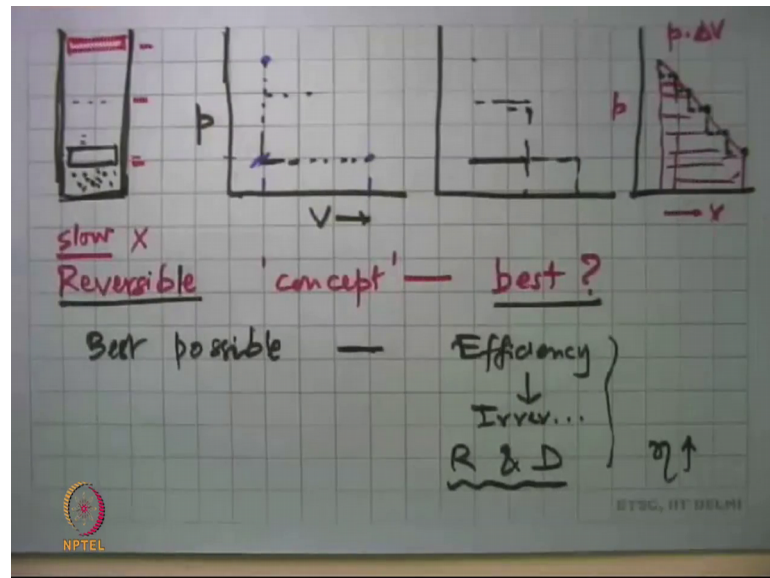 p.ΔV
p
p
V →
→ v
slow x
Reversible 'concept' — best ?
Best possible — Efficiency
↓
Irrev...
R & D
η↑
NPTEL
ETSC, IIT DELHI